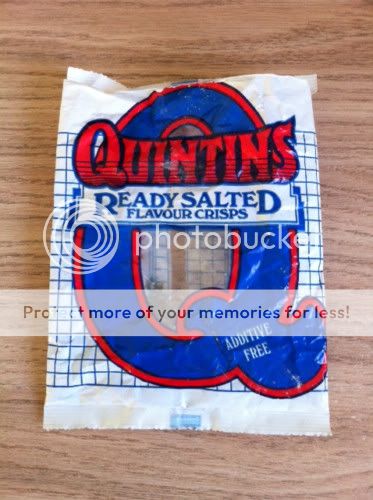 QUINTINS
READY SALTED
FLAVOUR CRISPS
photobucket
Protect more of your memories for less!
ADDITIVE
FREE